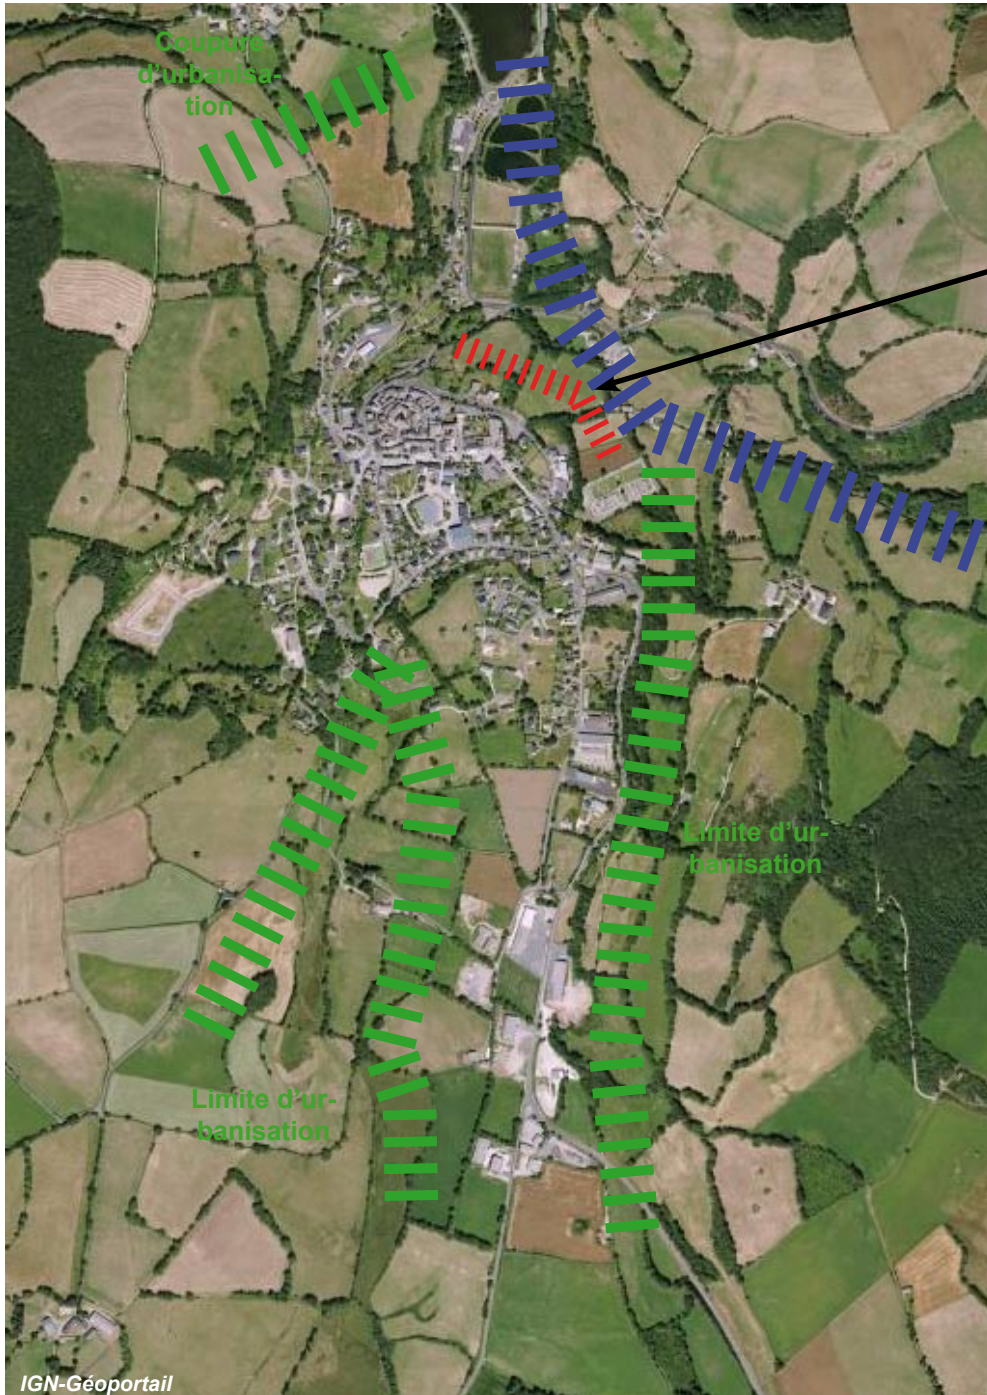 Coupure
d'urbanisa-
tion
Limite d'ur-
banisation
Limite d'ur-
banisation
IGN-Géoportail